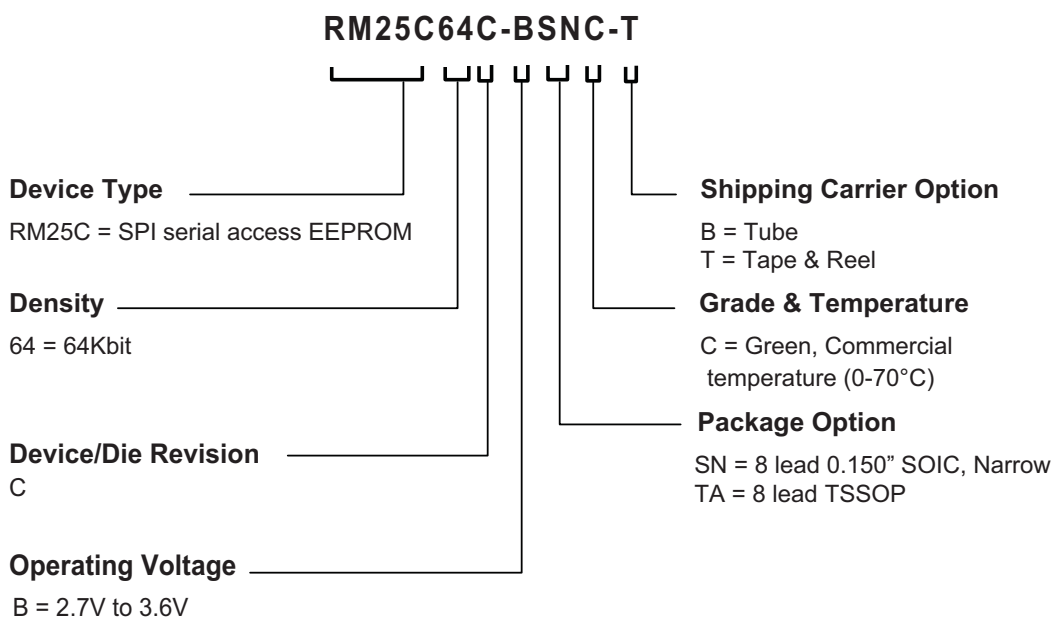 RM25C64C-BSNC-T
Device Type
RM25C = SPI serial access EEPROM
Density
64 = 64Kbit
Device/Die Revision
C
Operating Voltage
B = 2.7V to 3.6V
Shipping Carrier Option
B = Tube
T = Tape & Reel
Grade & Temperature
C = Green, Commercial
temperature (0-70°C)
Package Option
SN = 8 lead 0.150” SOIC, Narrow
TA = 8 lead TSSOP